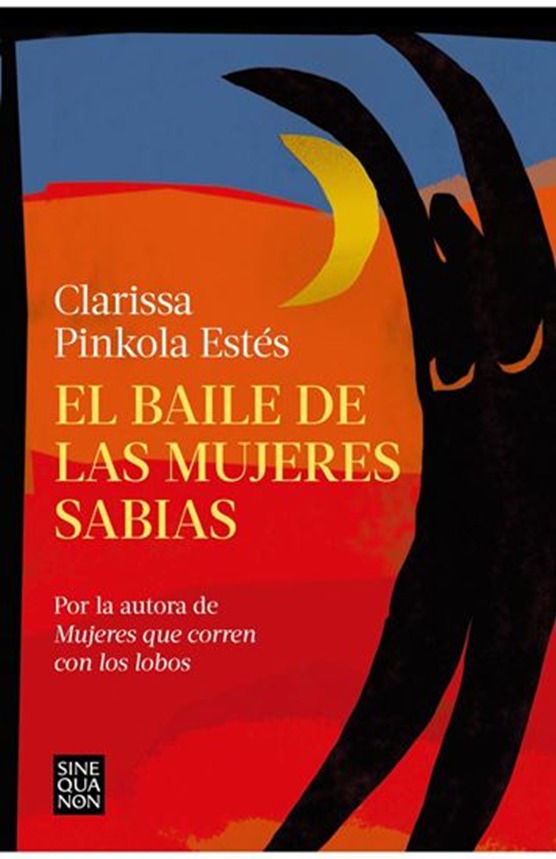 Clarissa
Pinkola Estés
EL BAILE DE
LAS MUJERES
SABIAS
Por la autora de
Mujeres que corren
con los lobos
SINE
QUA
NON